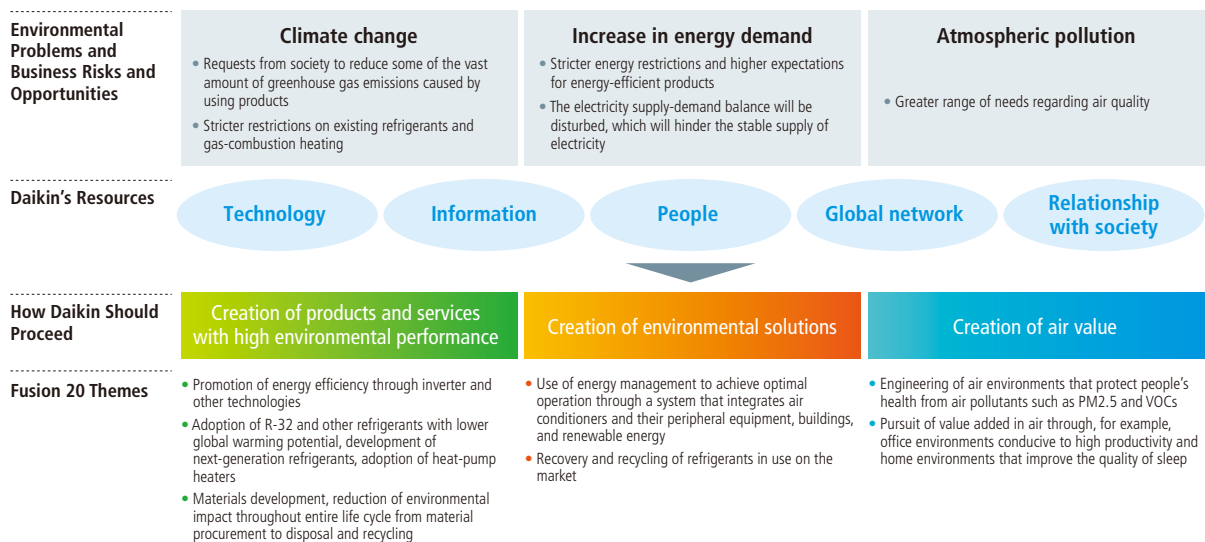 Environmental
Problems and
Business Risks and
Opportunities
Climate change
• Requests from society to reduce some of the vast
amount of greenhouse gas emissions caused by
using products
• Stricter restrictions on existing refrigerants and
gas-combustion heating
Increase in energy demand
• Stricter energy restrictions and higher expectations
for energy-efficient products
• The electricity supply-demand balance will be
disturbed, which will hinder the stable supply of
electricity
Atmospheric pollution
• Greater range of needs regarding air quality
Daikin's Resources
Technology
Information
People
Global network
Relationship
with society
How Daikin Should
Proceed
Creation of products and services
with high environmental performance
Creation of environmental solutions
Creation of air value
Fusion 20 Themes
• Promotion of energy efficiency through inverter and
other technologies
• Adoption of R-32 and other refrigerants with lower
global warming potential, development of
next-generation refrigerants, adoption of heat-pump
heaters
• Materials development, reduction of environmental
impact throughout entire life cycle from material
procurement to disposal and recycling
• Use of energy management to achieve optimal
operation through a system that integrates air
conditioners and their peripheral equipment, buildings,
and renewable energy
• Recovery and recycling of refrigerants in use on the
market
• Engineering of air environments that protect people's
health from air pollutants such as PM2.5 and VOCs
• Pursuit of value added in air through, for example,
office environments conducive to high productivity and
home environments that improve the quality of sleep